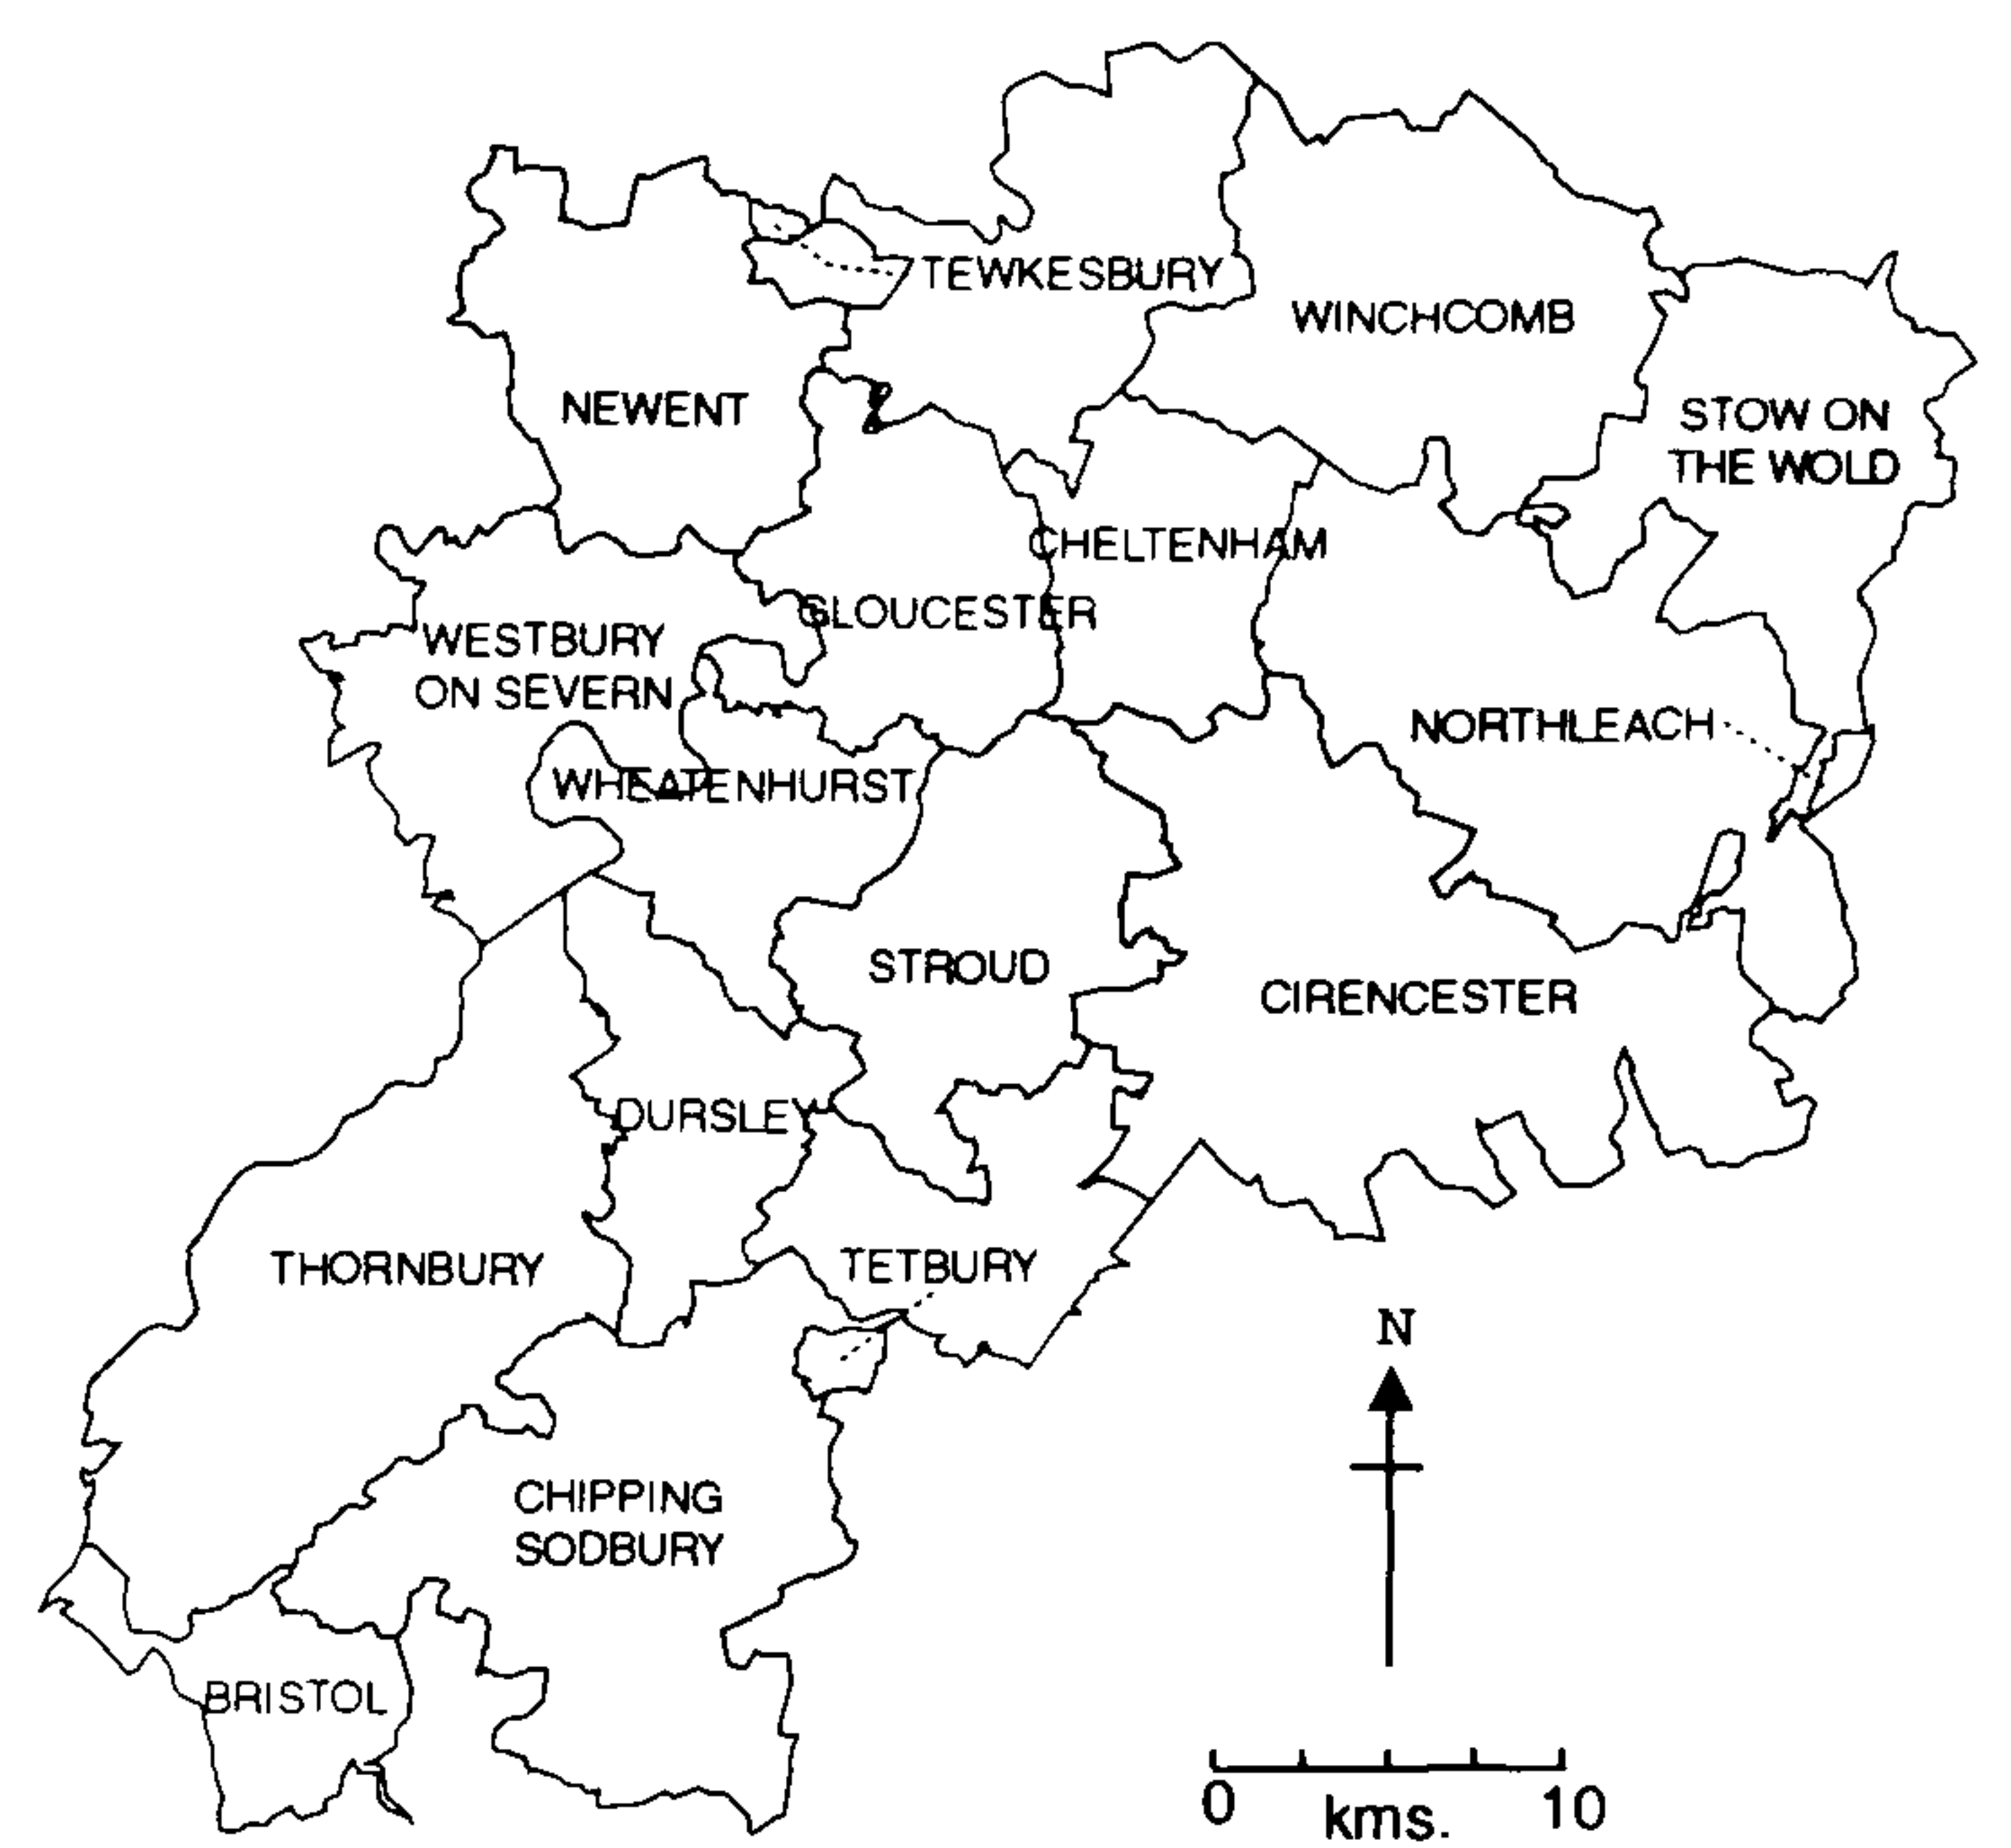 TEWKESBURY
WINCHCOMB
NEWENT
STOW ON
THE WOLD
CHELTENHAM
GLOUCESTER
WESTBURY
ON SEVERN
NORTHLEACH
WHEATENHURST
STROUD
CIRENCESTER
DURSLEY
THORNBURY
TETBURY
N
CHIPPING
SODBURY
BRISTOL
0 10
kms.